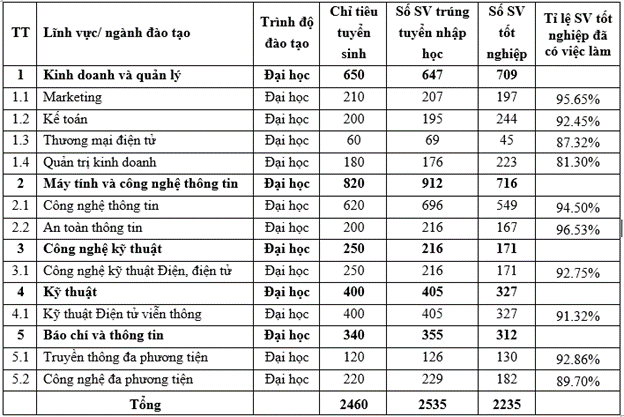 TT Lĩnh vực/ ngành đào tạo Trình độ đào tạo Chỉ tiêu tuyển sinh Số SV trúng tuyển nhập học Số SV tốt nghiệp Tỉ lệ SV tốt nghiệp đã có việc làm
1 Kinh doanh và quản lý Đại học 650 647 709
1.1 Marketing Đại học 210 207 197 95.65%
1.2 Kế toán Đại học 200 195 244 92.45%
1.3 Thương mại điện tử Đại học 60 69 45 87.32%
1.4 Quản trị kinh doanh Đại học 180 176 223 81.30%
2 Máy tính và công nghệ thông tin Đại học 820 912 716
2.1 Công nghệ thông tin Đại học 620 696 549 94.50%
2.2 An toàn thông tin Đại học 200 216 167 96.53%
3 Công nghệ kỹ thuật Đại học 250 216 171
3.1 Công nghệ kỹ thuật Điện, điện tử Đại học 250 216 171 92.75%
4 Kỹ thuật Đại học 400 405 327
4.1 Kỹ thuật Điện tử viễn thông Đại học 400 405 327 91.32%
5 Báo chí và thông tin Đại học 340 355 312
5.1 Truyền thông đa phương tiện Đại học 120 126 130 92.86%
5.2 Công nghệ đa phương tiện Đại học 220 229 182 89.70%
Tổng 2460 2535 2235